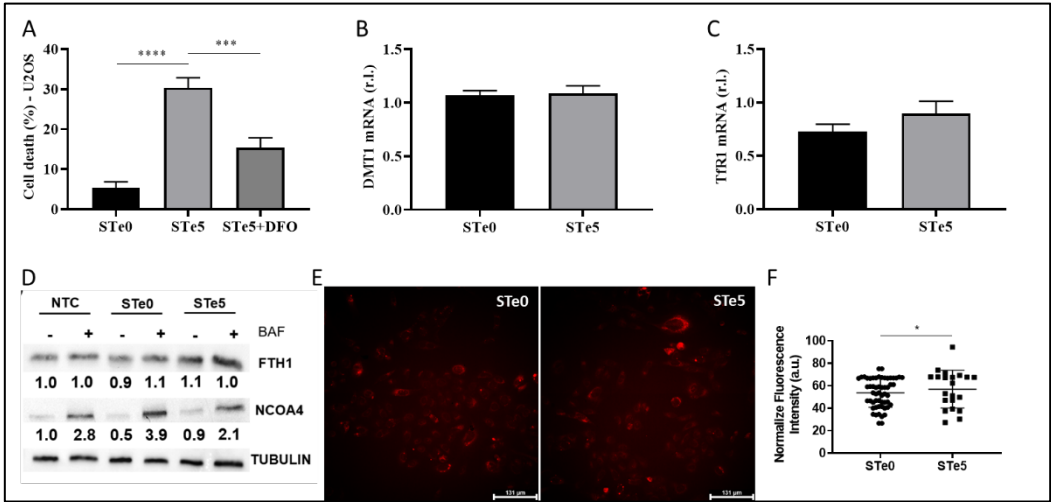 A
Cell death (%) - U2OS
40
30
20
10
0
****
***
STe0
STe5
STe5+DFO
B
DMT1 mRNA (r.l.)
1.5
1.0
0.5
0.0
STe0
STe5
C
TfR1 mRNA (r.l.)
1.5
1.0
0.5
0.0
STe0
STe5
D
NTC STe0 STe5
- + - + - + BAF
FTH1
1.0 1.0 0.9 1.1 1.1 1.0
NCOA4
1.0 2.8 0.5 3.9 0.9 2.1
TUBULIN
E
STe0
131 µm
STe5
131 µm
F
Normalize Fluorescence
Intensity (a.u.)
100
80
60
40
20
0
*
STe0
STe5